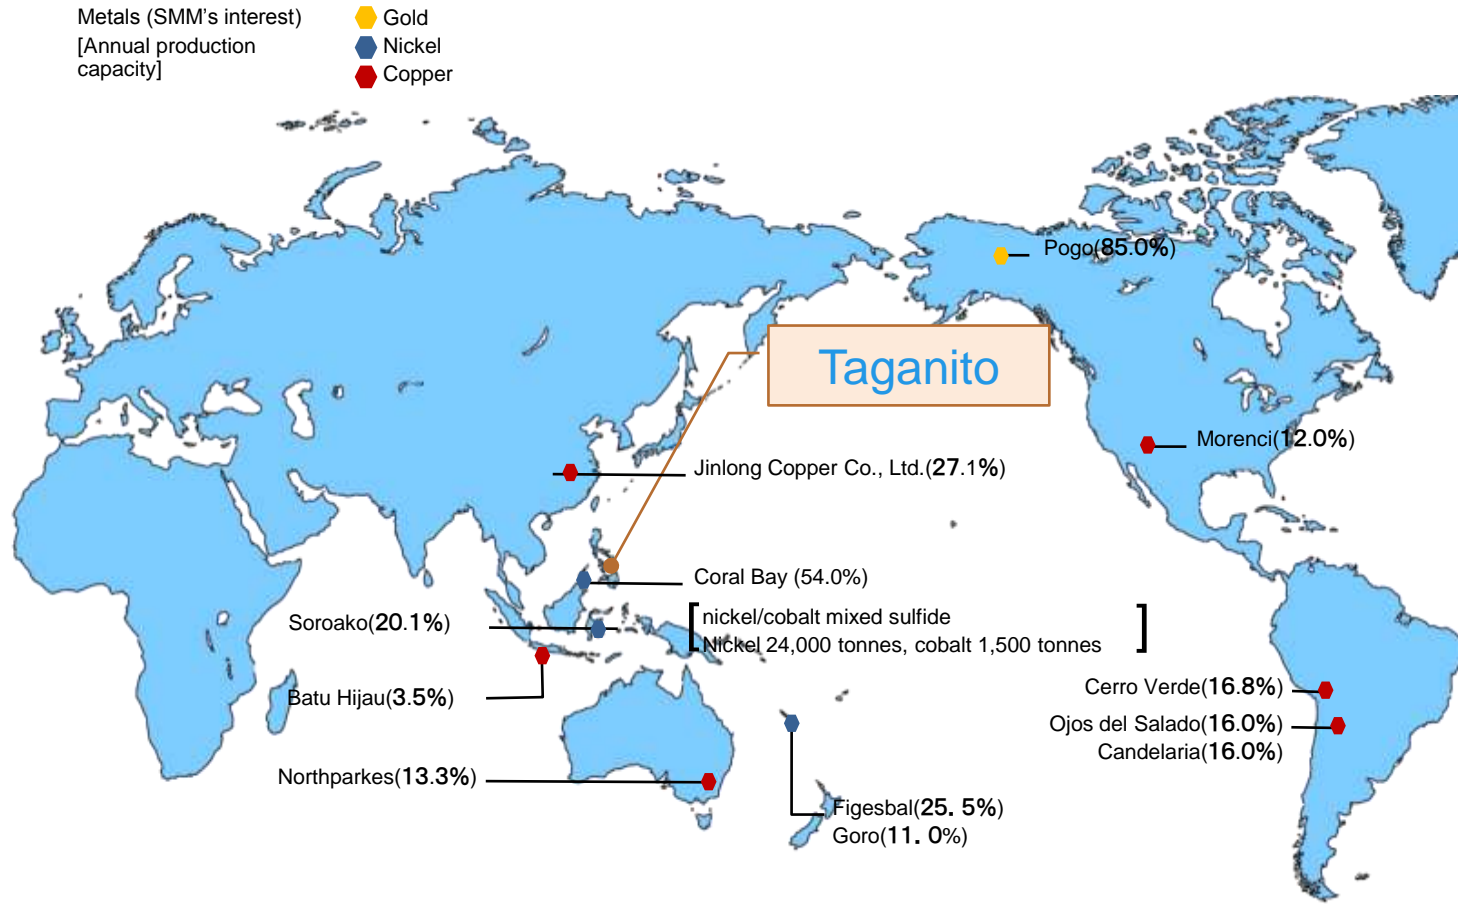 Metals (SMM's interest)
[Annual production
capacity]
Gold
Nickel
Copper
Pogo(85.0%)
Taganito
Morenci(12.0%)
Jinlong Copper Co., Ltd.(27.1%)
Coral Bay (54.0%)
[nickel/cobalt mixed sulfide
Nickel 24,000 tonnes, cobalt 1,500 tonnes]
Soroako(20.1%)
Batu Hijau(3.5%)
Northparkes(13.3%)
Figesbal(25. 5%)
Goro(11. 0%)
Cerro Verde(16.8%)
Ojos del Salado(16.0%)
Candelaria(16.0%)